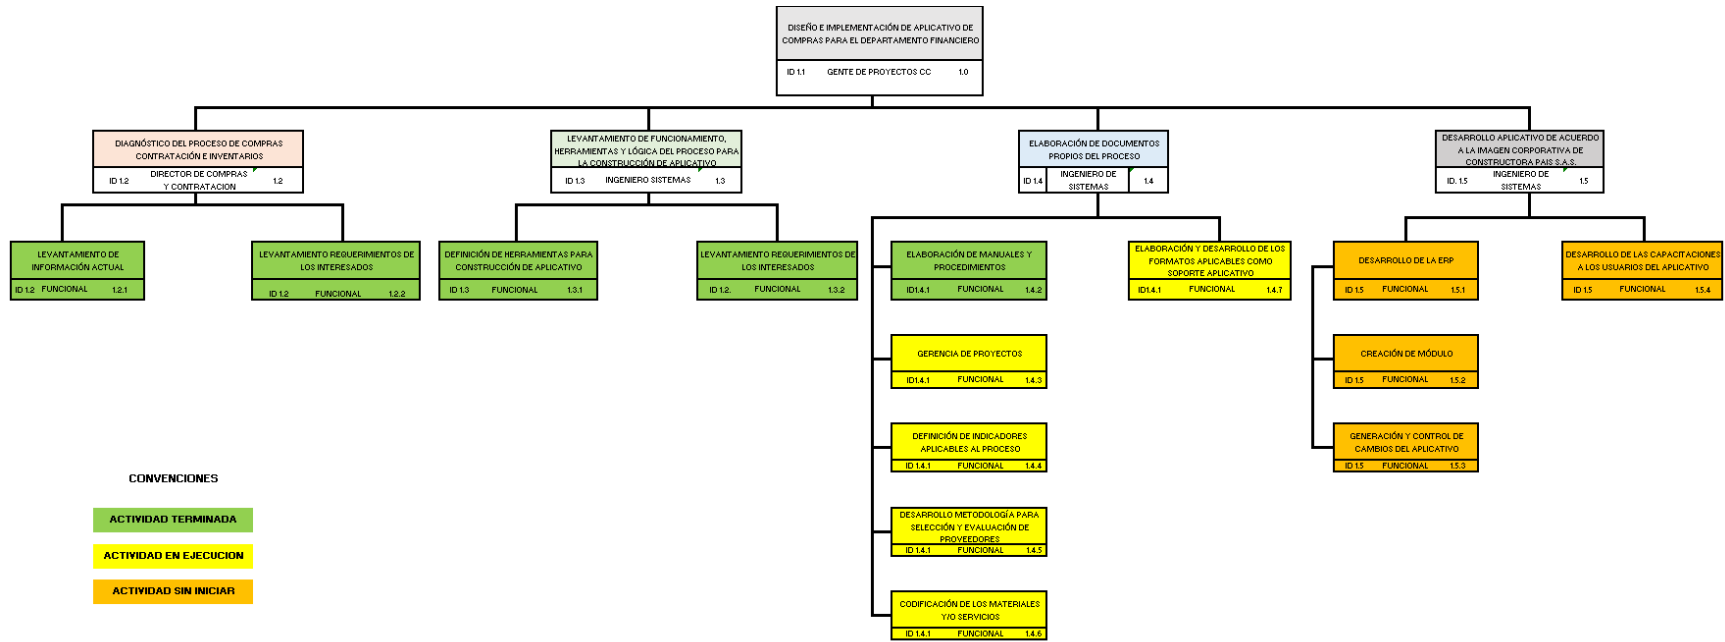 DISEÑO E IMPLEMENTACIÓN DE APLICATIVO DE
COMPRAS PARA EL DEPARTAMENTO FINANCIERO
ID 1.1 GENTE DE PROYECTOS CC 1.0
DIAGNÓSTICO DEL PROCESO DE COMPRAS
CONTRATACIÓN E INVENTARIOS
ID 1.2 DIRECTOR DE COMPRAS
Y CONTRATACION 1.2
LEVANTAMIENTO DE FUNCIONAMIENTO,
HERRAMIENTAS Y LÓGICA DEL PROCESO PARA
LA CONSTRUCCIÓN DE APLICATIVO
ID 1.3 INGENIERO SISTEMAS 1.3
ELABORACIÓN DE DOCUMENTOS
PROPIOS DEL PROCESO
ID 1.4 INGENIERO DE
SISTEMAS 1.4
DESARROLLO APLICATIVO DE ACUERDO
A LA IMAGEN CORPORATIVA DE
CONSTRUCTORA PAIS S.A.S.
ID. 1.5 INGENIERO DE
SISTEMAS 1.5
LEVANTAMIENTO DE
INFORMACIÓN ACTUAL
ID 1.2 FUNCIONAL 1.2.1
LEVANTAMIENTO REQUERIMIENTOS DE
LOS INTERESADOS
ID 1.2 FUNCIONAL 1.2.2
DEFINICIÓN DE HERRAMIENTAS PARA
CONSTRUCCIÓN DE APLICATIVO
ID 1.3 FUNCIONAL 1.3.1
LEVANTAMIENTO REQUERIMIENTOS DE
LOS INTERESADOS
ID 1.2. FUNCIONAL 1.3.2
ELABORACIÓN DE MANUALES Y
PROCEDIMIENTOS
ID1.4.1 FUNCIONAL 1.4.2
ELABORACIÓN Y DESARROLLO DE LOS
FORMATOS APLICABLES COMO
SOPORTE APLICATIVO
ID1.4.1 FUNCIONAL 1.4.7
DESARROLLO DE LA ERP
ID 1.5 FUNCIONAL 1.5.1
DESARROLLO DE LAS CAPACITACIONES
A LOS USUARIOS DEL APLICATIVO
ID 1.5 FUNCIONAL 1.5.4
GERENCIA DE PROYECTOS
ID1.4.1 FUNCIONAL 1.4.3
CREACIÓN DE MÓDULO
ID 1.5 FUNCIONAL 1.5.2
DEFINICIÓN DE INDICADORES
APLICABLES AL PROCESO
ID 1.4.1 FUNCIONAL 1.4.4
GENERACIÓN Y CONTROL DE
CAMBIOS DEL APLICATIVO
ID 1.5 FUNCIONAL 1.5.3
DESARROLLO METODOLOGÍA PARA
SELECCIÓN Y EVALUACIÓN DE
PROVEEDORES
ID 1.4.1 FUNCIONAL 1.4.5
CODIFICACIÓN DE LOS MATERIALES
Y/O SERVICIOS
ID 1.4.1 FUNCIONAL 1.4.6
CONVENCIONES
ACTIVIDAD TERMINADA
ACTIVIDAD EN EJECUCION
ACTIVIDAD SIN INICIAR